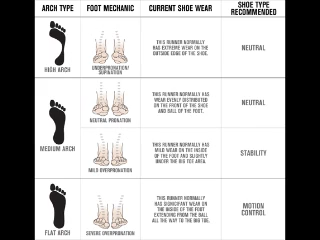 ARCH TYPE
FOOT MECHANIC
CURRENT SHOE WEAR
SHOE TYPE
RECOMMENDED
HIGH ARCH
UNDERPRONATION/
SUPINATION
THIS RUNNER NORMALLY
HAS EXTREME WEAR ON THE
OUTSIDE EDGE OF THE SHOE.
NEUTRAL
MEDIUM ARCH
NEUTRAL PRONATION
THIS RUNNER NORMALLY HAS
WEAR EVENLY DISTRIBUTED
ON THE FRONT OF THE SHOE
AND BALL OF THE FOOT.
NEUTRAL
MILD OVERPRONATION
THIS RUNNER NORMALLY HAS
MILD WEAR ON THE INSIDE
OF THE FOOT AND SLIGHTLY
UNDER THE BIG TOE AREA.
STABILITY
FLAT ARCH
SEVERE OVERPRONATION
THIS RUNNER NORMALLY HAS
SIGNIFICANT WEAR ON
THE INSIDE OF THE FOOT
EXTENDING FROM THE BALL
ALL THE WAY TO THE BIG TOE.
MOTION
CONTROL